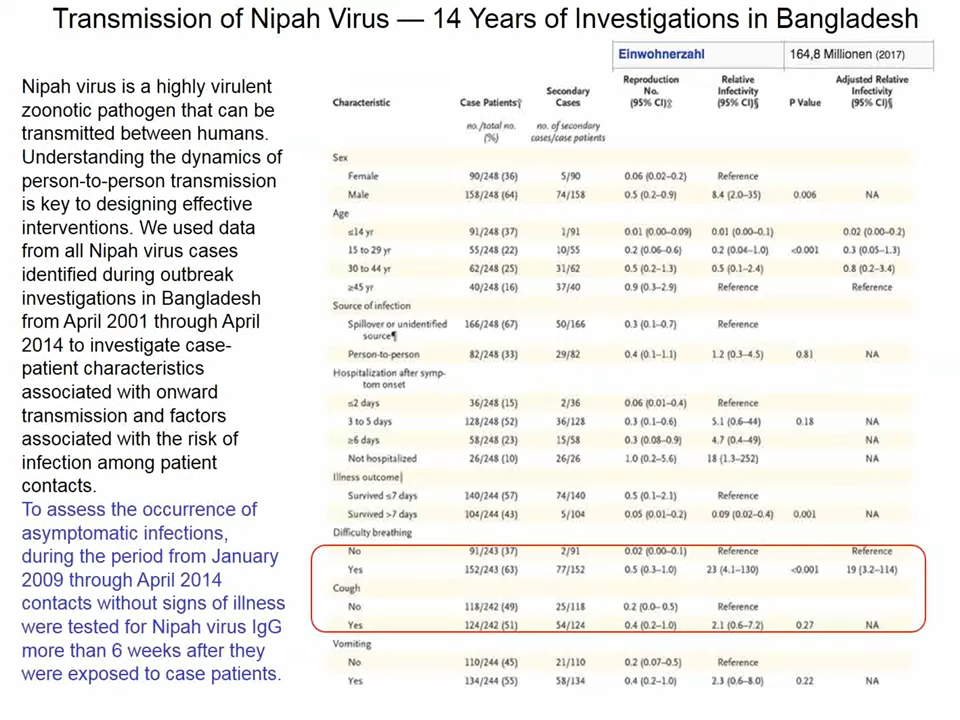 Transmission of Nipah Virus — 14 Years of Investigations in Bangladesh
Einwohnerzahl 164,8 Millionen (2017)
Nipah virus is a highly virulent
zoonotic pathogen that can be
transmitted between humans.
Understanding the dynamics of
person-to-person transmission
is key to designing effective
interventions. We used data
from all Nipah virus cases
identified during outbreak
investigations in Bangladesh
from April 2001 through April
2014 to investigate case-
patient characteristics
associated with onward
transmission and factors
associated with the risk of
infection among patient
contacts.
To assess the occurrence of
asymptomatic infections,
during the period from January
2009 through April 2014
contacts without signs of illness
were tested for Nipah virus IgG
more than 6 weeks after they
were exposed to case patients.
Characteristic Case Patients† Secondary Cases Reproduction No. (95% CI)‡ Relative Infectivity (95% CI)§ P Value Adjusted Relative Infectivity (95% CI)§
no./total no. (%) no. of secondary cases/case patients
Sex
Female 90/248 (36) 5/90 0.06 (0.02–0.2) Reference
Male 158/248 (64) 74/158 0.5 (0.2–0.9) 8.4 (2.0–35) 0.006 NA
Age
≤14 yr 91/248 (37) 1/91 0.01 (0.00–0.09) 0.01 (0.00–0.1) 0.02 (0.00–0.2)
15 to 29 yr 55/248 (22) 10/55 0.2 (0.06–0.6) 0.2 (0.04–1.0) <0.001 0.3 (0.05–1.3)
30 to 44 yr 62/248 (25) 31/62 0.5 (0.2–1.3) 0.5 (0.1–2.4) 0.8 (0.2–3.4)
≥45 yr 40/248 (16) 37/40 0.9 (0.3–2.9) Reference Reference
Source of infection
Spillover or unidentified source¶ 166/248 (67) 50/166 0.3 (0.1–0.7) Reference
Person-to-person 82/248 (33) 29/82 0.4 (0.1–1.1) 1.2 (0.3–4.5) 0.81 NA
Hospitalization after symp-
tom onset
≤2 days 36/248 (15) 2/36 0.06 (0.01–0.4) Reference
3 to 5 days 128/248 (52) 36/128 0.3 (0.1–0.6) 5.1 (0.6–44) 0.18 NA
≥6 days 58/248 (23) 15/58 0.3 (0.08–0.9) 4.7 (0.4–49) NA
Not hospitalized 26/248 (10) 26/26 1.0 (0.2–5.6) 18 (1.3–252) NA
Illness outcome‖
Survived ≤7 days 140/244 (57) 74/140 0.5 (0.1–2.1) Reference
Survived >7 days 104/244 (43) 5/104 0.05 (0.01–0.2) 0.09 (0.02–0.4) 0.001 NA
Difficulty breathing
No 91/243 (37) 2/91 0.02 (0.00–0.1) Reference Reference
Yes 152/243 (63) 77/152 0.5 (0.3–1.0) 23 (4.1–130) <0.001 19 (3.2–114)
Cough
No 118/242 (49) 25/118 0.2 (0.0–0.5) Reference
Yes 124/242 (51) 54/124 0.4 (0.2–1.0) 2.1 (0.6–7.2) 0.27 NA
Vomiting
No 110/244 (45) 21/110 0.2 (0.07–0.5) Reference
Yes 134/244 (55) 58/134 0.4 (0.2–1.0) 2.3 (0.6–8.0) 0.22 NA